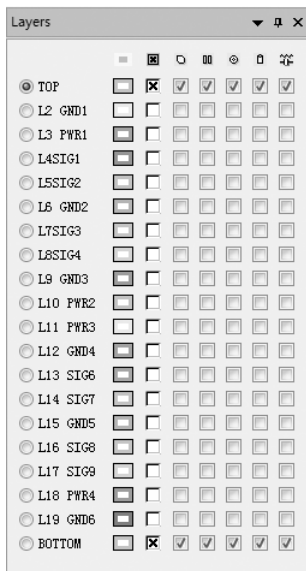 Layers
TOP
L2 GND1
L3 PWR1
L4SIG1
L5SIG2
L6 GND2
L7SIG3
L8SIG4
L9 GND3
L10 PWR2
L11 PWR3
L12 GND4
L13 SIG6
L14 SIG7
L15 GND5
L16 SIG8
L17 SIG9
L18 PWR4
L19 GND6
BOTTOM